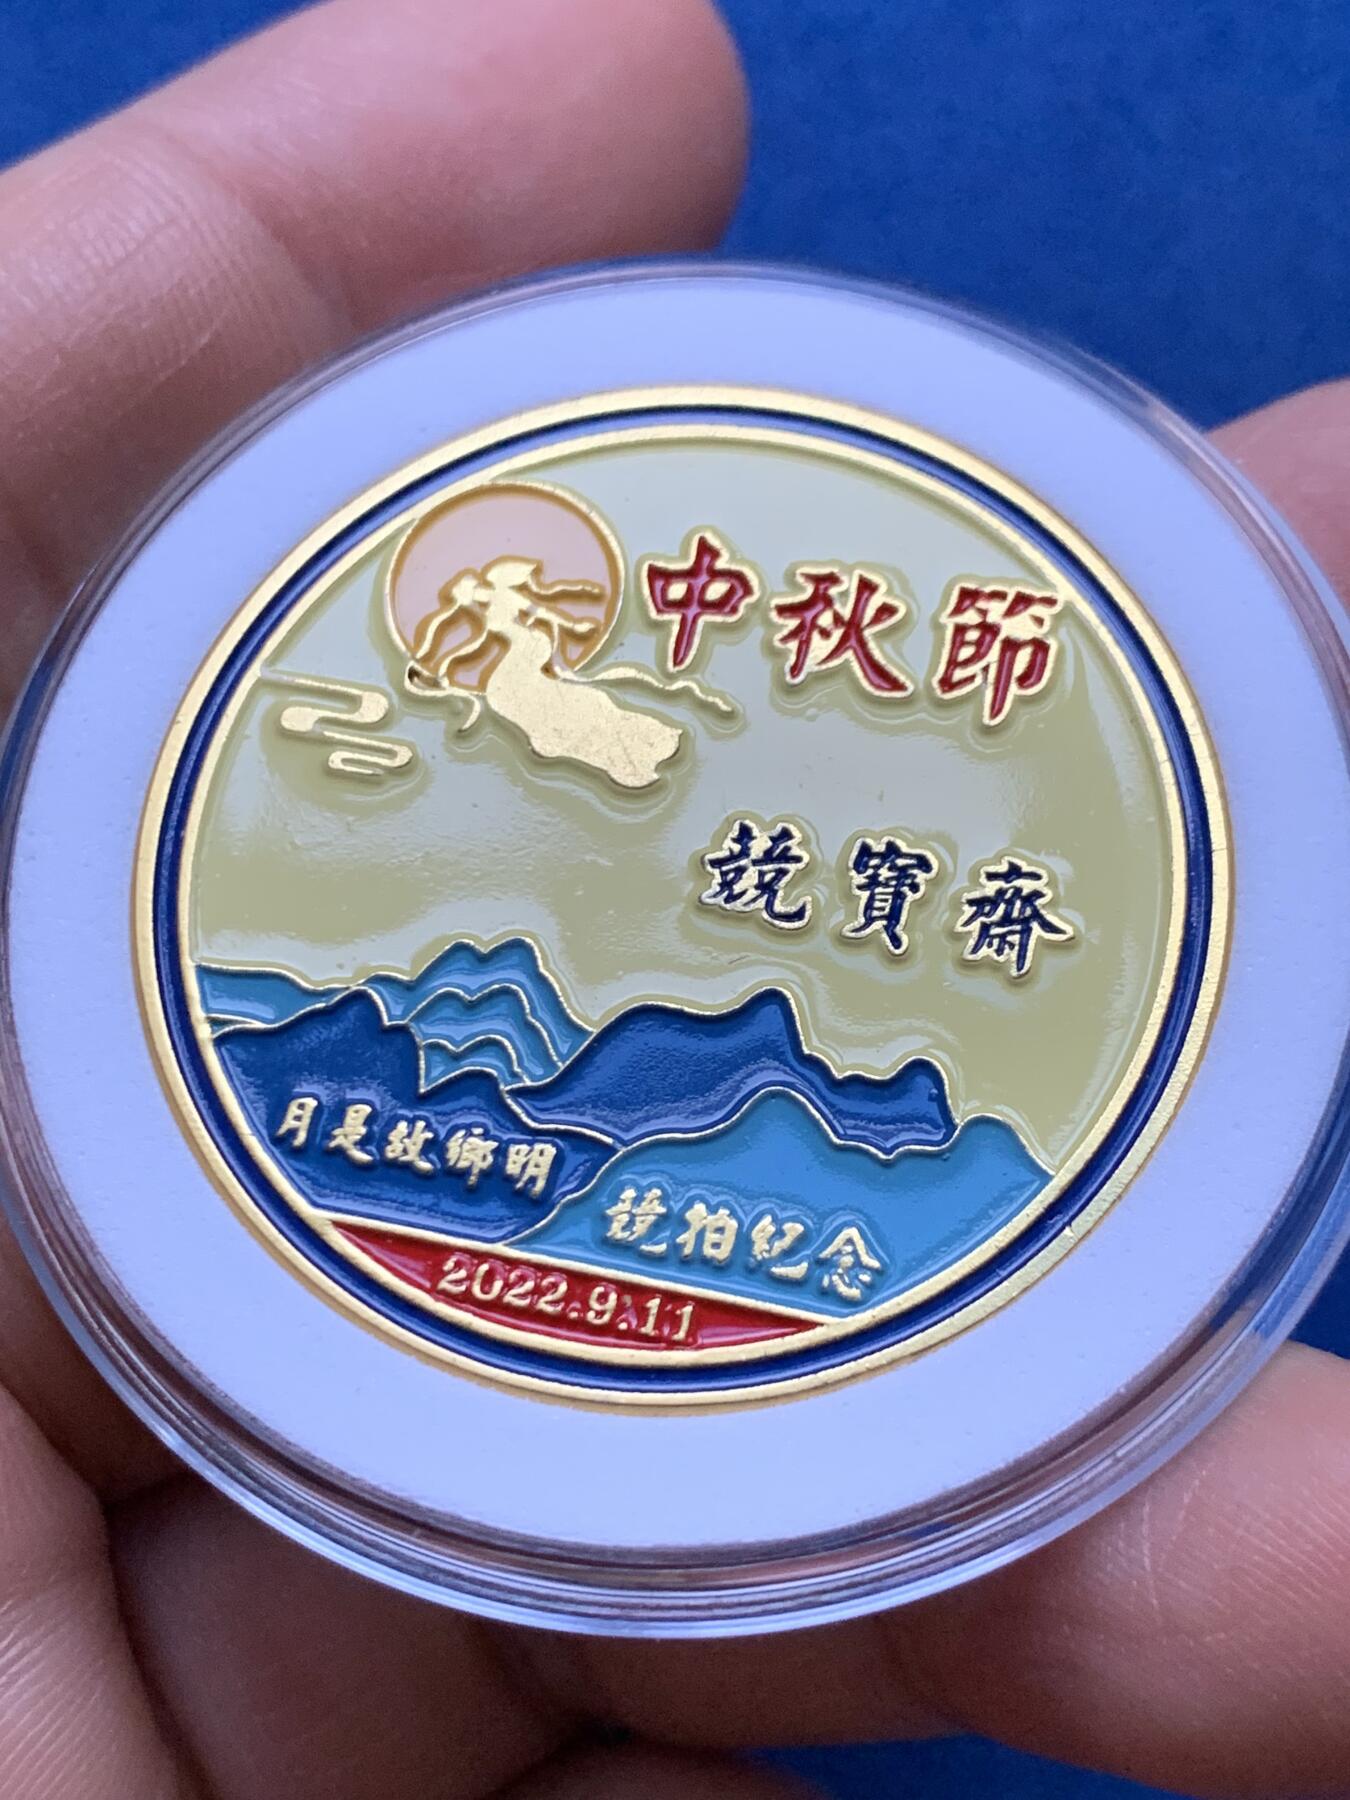 中秋節
競寶齋
月是故鄉明
競拍紀念
2022.9.11